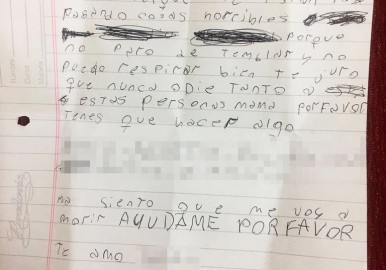 pasando cosas horribles
porque
no paro de temblar y no
puedo respirar bien te juro
que nunca odie tanto a
estas personas mama porFAVOR
Tenes que hacer algo
me siento que me voy a
morir AYUDAME PORFAVOR
Te amo